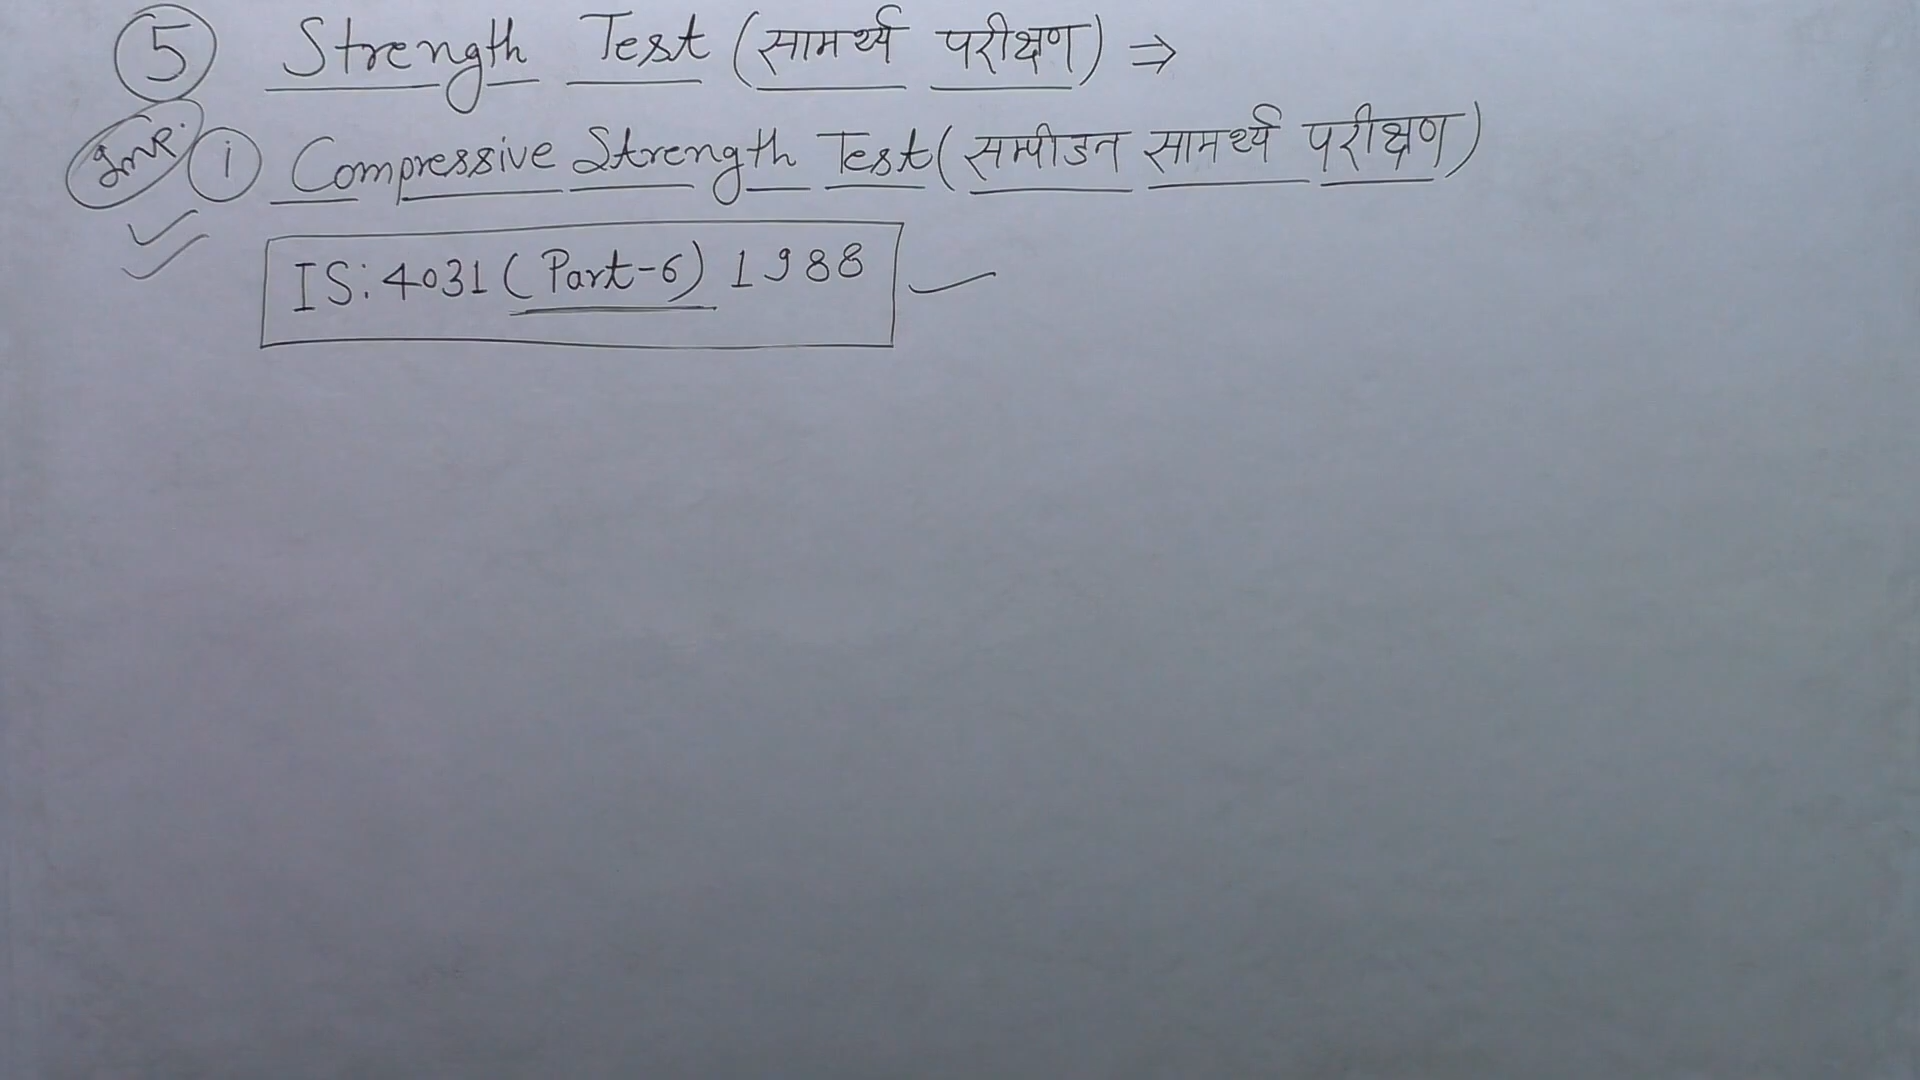 5 Strength Test (सामर्थ्य परीक्षण) ⇒
Imp. i Compressive Strength Test (सम्पीडन सामर्थ्य परीक्षण)
IS: 4031 (Part-6) 1988